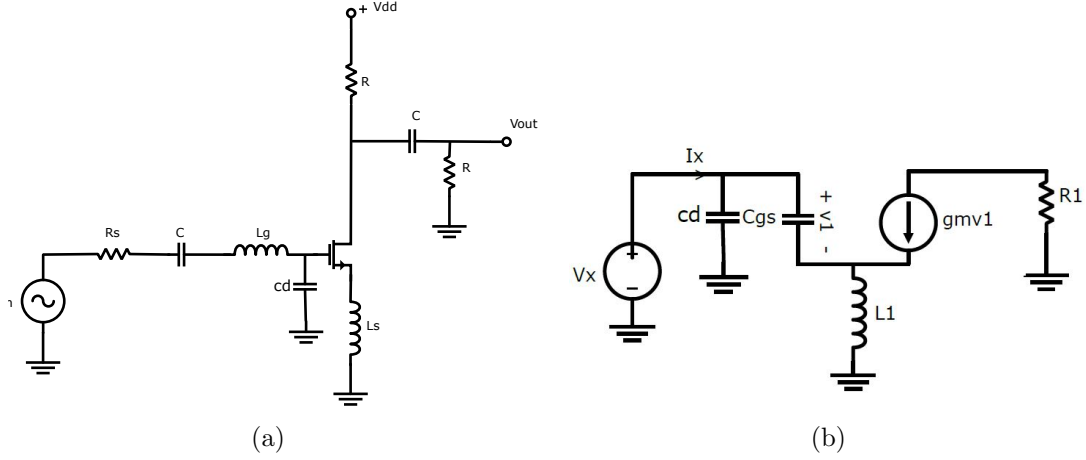 + Vdd
R
C
Vout
R
Rs
C
Lg
cd
Ls
Ix
cd
Cgs
+ v1 -
gmv1
R1
Vx
+
−
L1
(a)
(b)